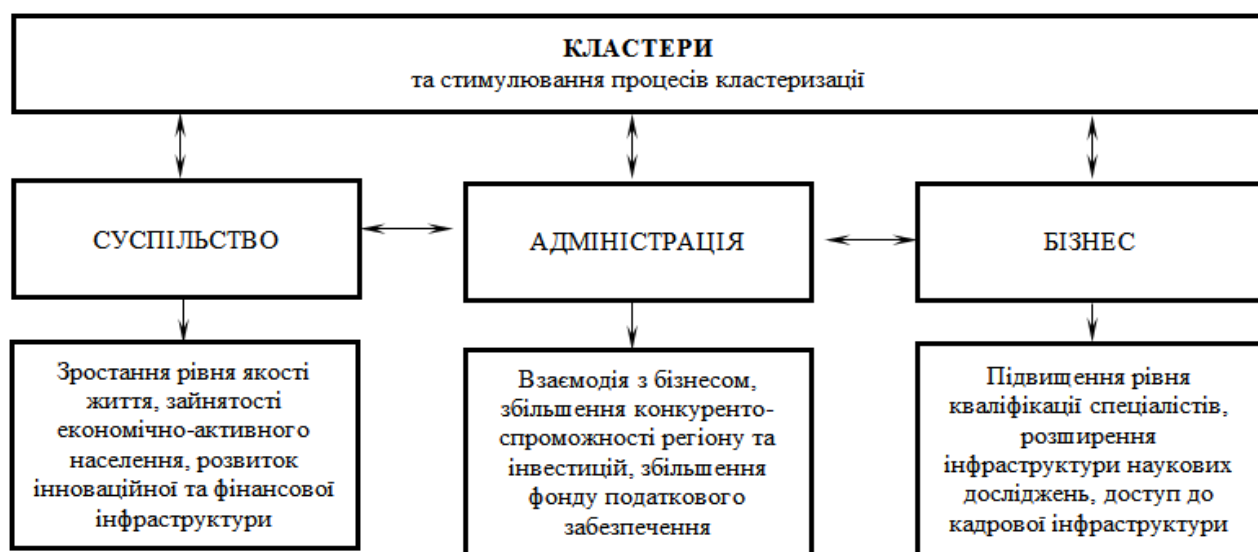 КЛАСТЕРИ
та стимулювання процесів кластеризації
СУСПІЛЬСТВО
АДМІНІСТРАЦІЯ
БІЗНЕС
Зростання рівня якості
життя, зайнятості
економічно-активного
населення, розвиток
інноваційної та фінансової
інфраструктури
Взаємодія з бізнесом,
збільшення конкуренто-
спроможності регіону та
інвестицій, збільшення
фонду податкового
забезпечення
Підвищення рівня
кваліфікації спеціалістів,
розширення
інфраструктури наукових
досліджень, доступ до
кадрової інфраструктури